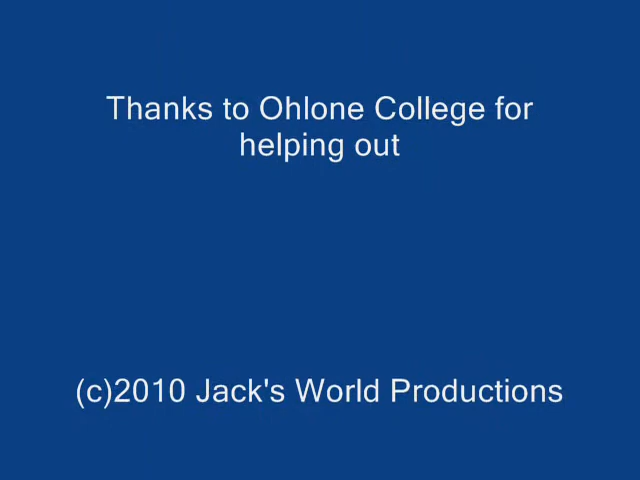 Thanks to Ohlone College for
helping out
(c)2010 Jack's World Productions